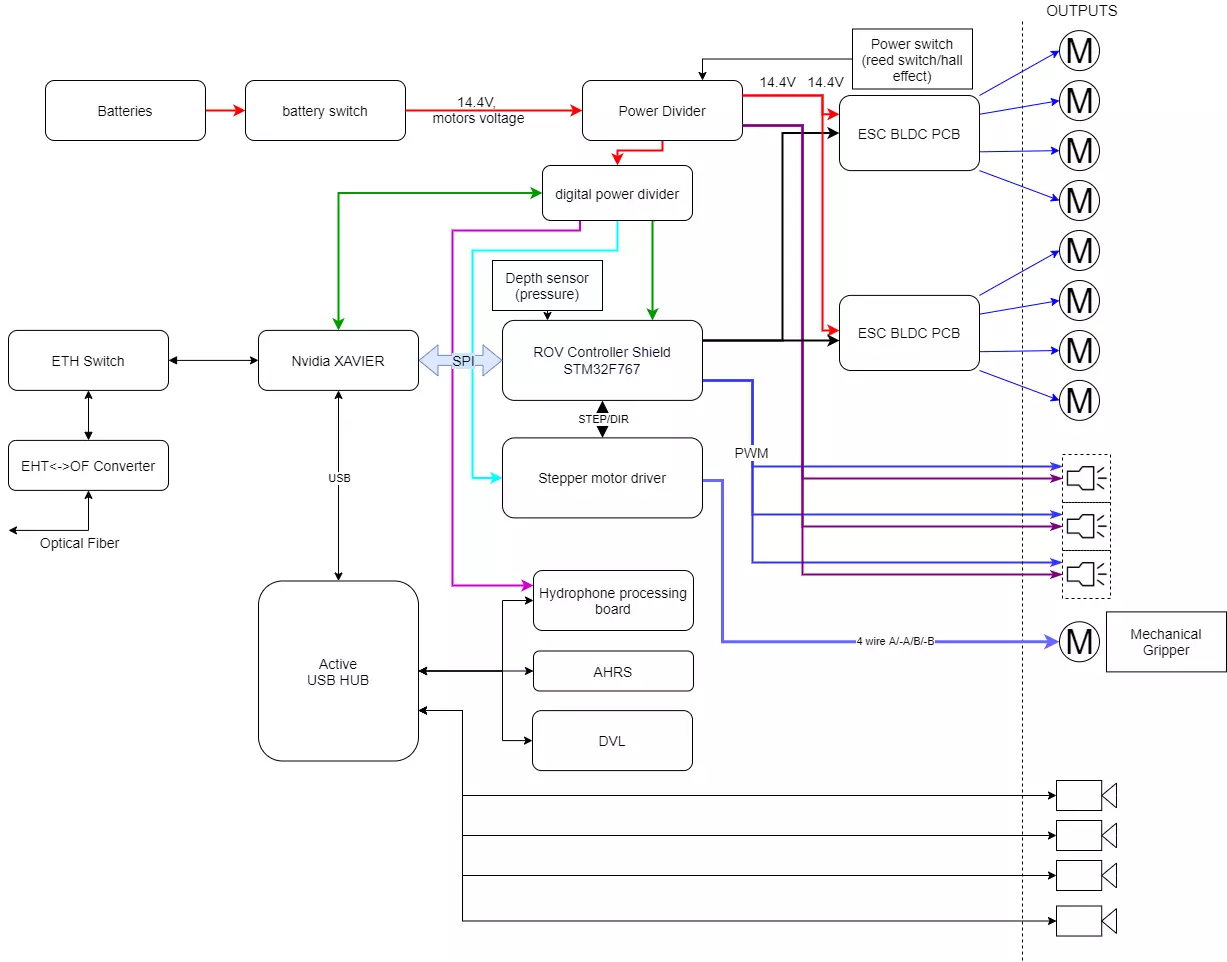 OUTPUTS
Power switch
(reed switch/hall
effect)
M
M
M
M
Batteries
battery switch
14.4V,
motors voltage
Power Divider
14.4V
14.4V
ESC BLDC PCB
digital power divider
Depth sensor
(pressure)
M
M
M
M
ETH Switch
Nvidia XAVIER
SPI
ROV Controller Shield
STM32F767
ESC BLDC PCB
STEP/DIR
EHT<->OF Converter
USB
Stepper motor driver
PWM
Optical Fiber
Hydrophone processing
board
4 wire A/-A/B/-B
M
Mechanical
Gripper
Active
USB HUB
AHRS
DVL